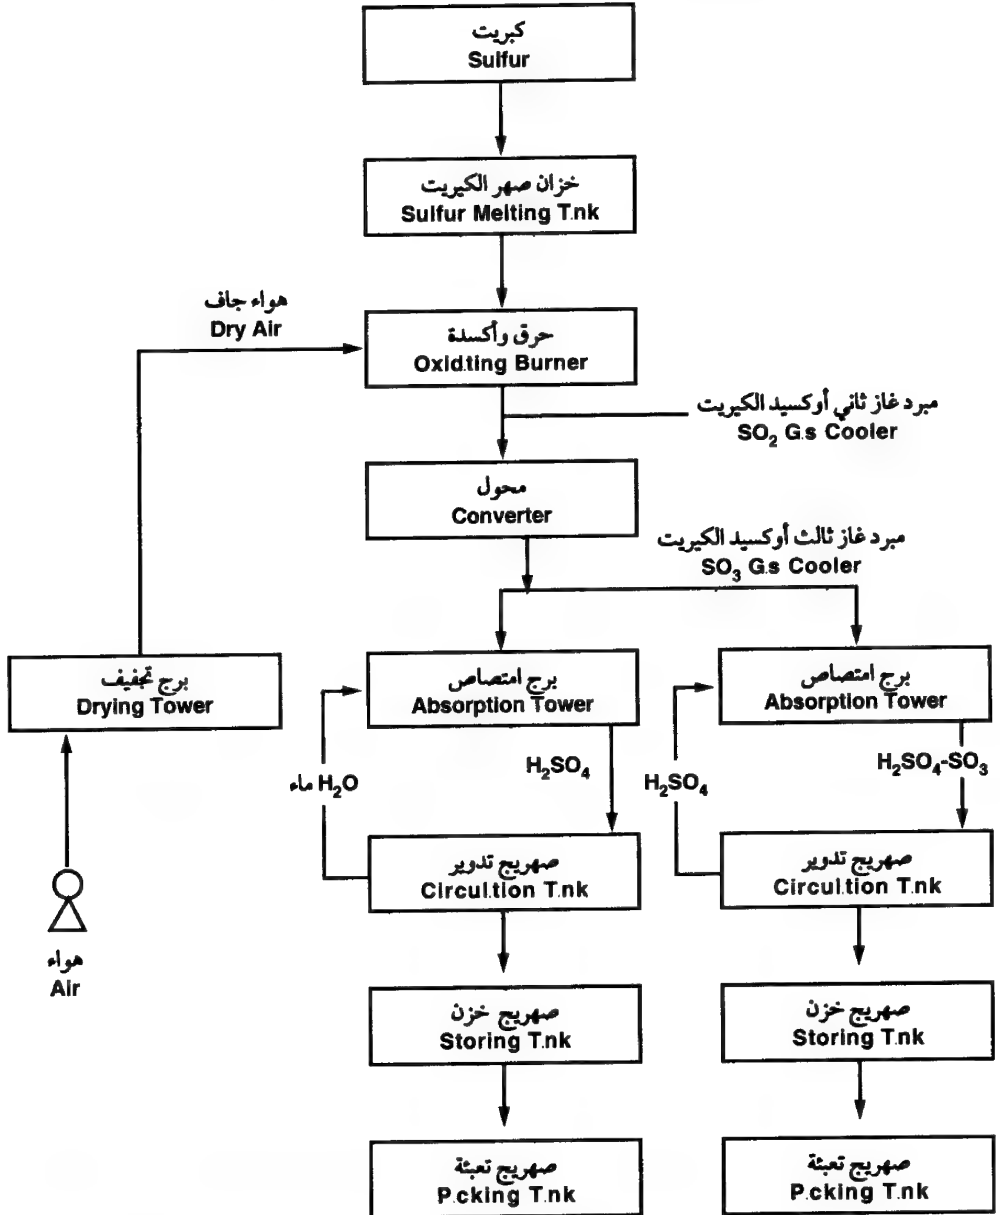 كبريت
Sulfur
خزان صهر الكيريت
Sulfur Melting T.nk
هواء جاف
Dry Air
حرق وأكسدة
Oxid.ting Burner
مبرد غاز ثاني أوكسيد الكيريت
SO₂ G.s Cooler
محول
Converter
مبرد غاز ثالث أوكسيد الكيريت
SO₃ G.s Cooler
برج تجفيف
Drying Tower
برج امتصاص
Absorption Tower
برج امتصاص
Absorption Tower
ماء H₂O
H₂SO₄
H₂SO₄
H₂SO₄-SO₃
صهريج تدوير
Circul.tion T.nk
صهريج تدوير
Circul.tion T.nk
هواء
Air
صهريج خزن
Storing T.nk
صهريج خزن
Storing T.nk
صهريج تعبئة
P.cking T.nk
صهريج تعبئة
P.cking T.nk